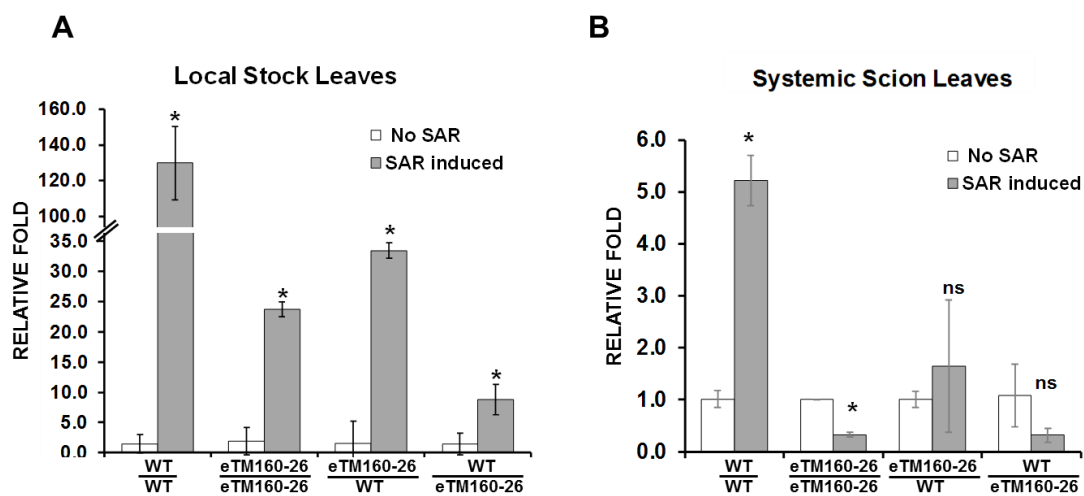 A
Local Stock Leaves
RELATIVE FOLD
160.0
140.0
120.0
100.0
35.0
30.0
25.0
20.0
15.0
10.0
5.0
0.0
No SAR
SAR induced
*
*
*
*
WT
WT
eTM160-26
eTM160-26
eTM160-26
WT
WT
eTM160-26
B
Systemic Scion Leaves
RELATIVE FOLD
6.0
5.0
4.0
3.0
2.0
1.0
0.0
No SAR
SAR induced
*
*
ns
ns
WT
WT
eTM160-26
eTM160-26
eTM160-26
WT
WT
eTM160-26